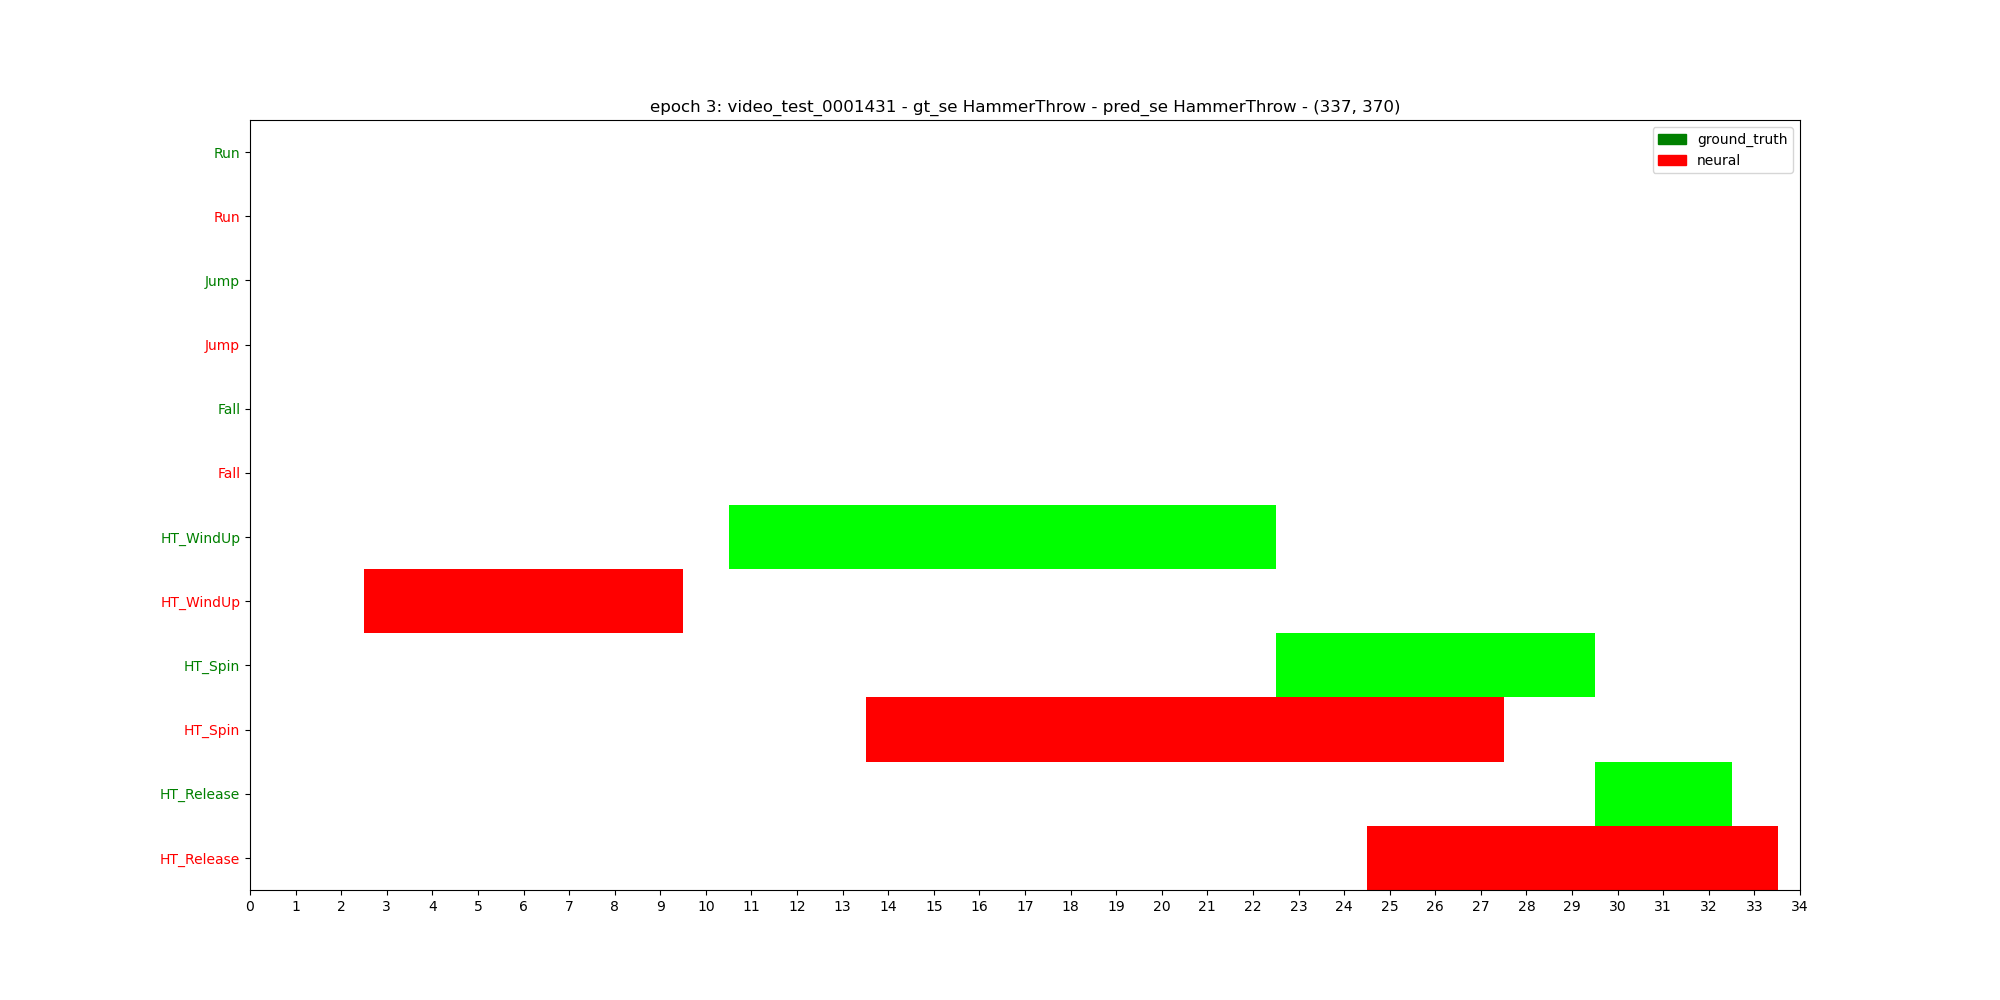 epoch 3: video_test_0001431 - gt_se HammerThrow - pred_se HammerThrow - (337, 370)
ground_truth
neural
Run
Run
Jump
Jump
Fall
Fall
HT_WindUp
HT_WindUp
HT_Spin
HT_Spin
HT_Release
HT_Release
0 1 2 3 4 5 6 7 8 9 10 11 12 13 14 15 16 17 18 19 20 21 22 23 24 25 26 27 28 29 30 31 32 33 34